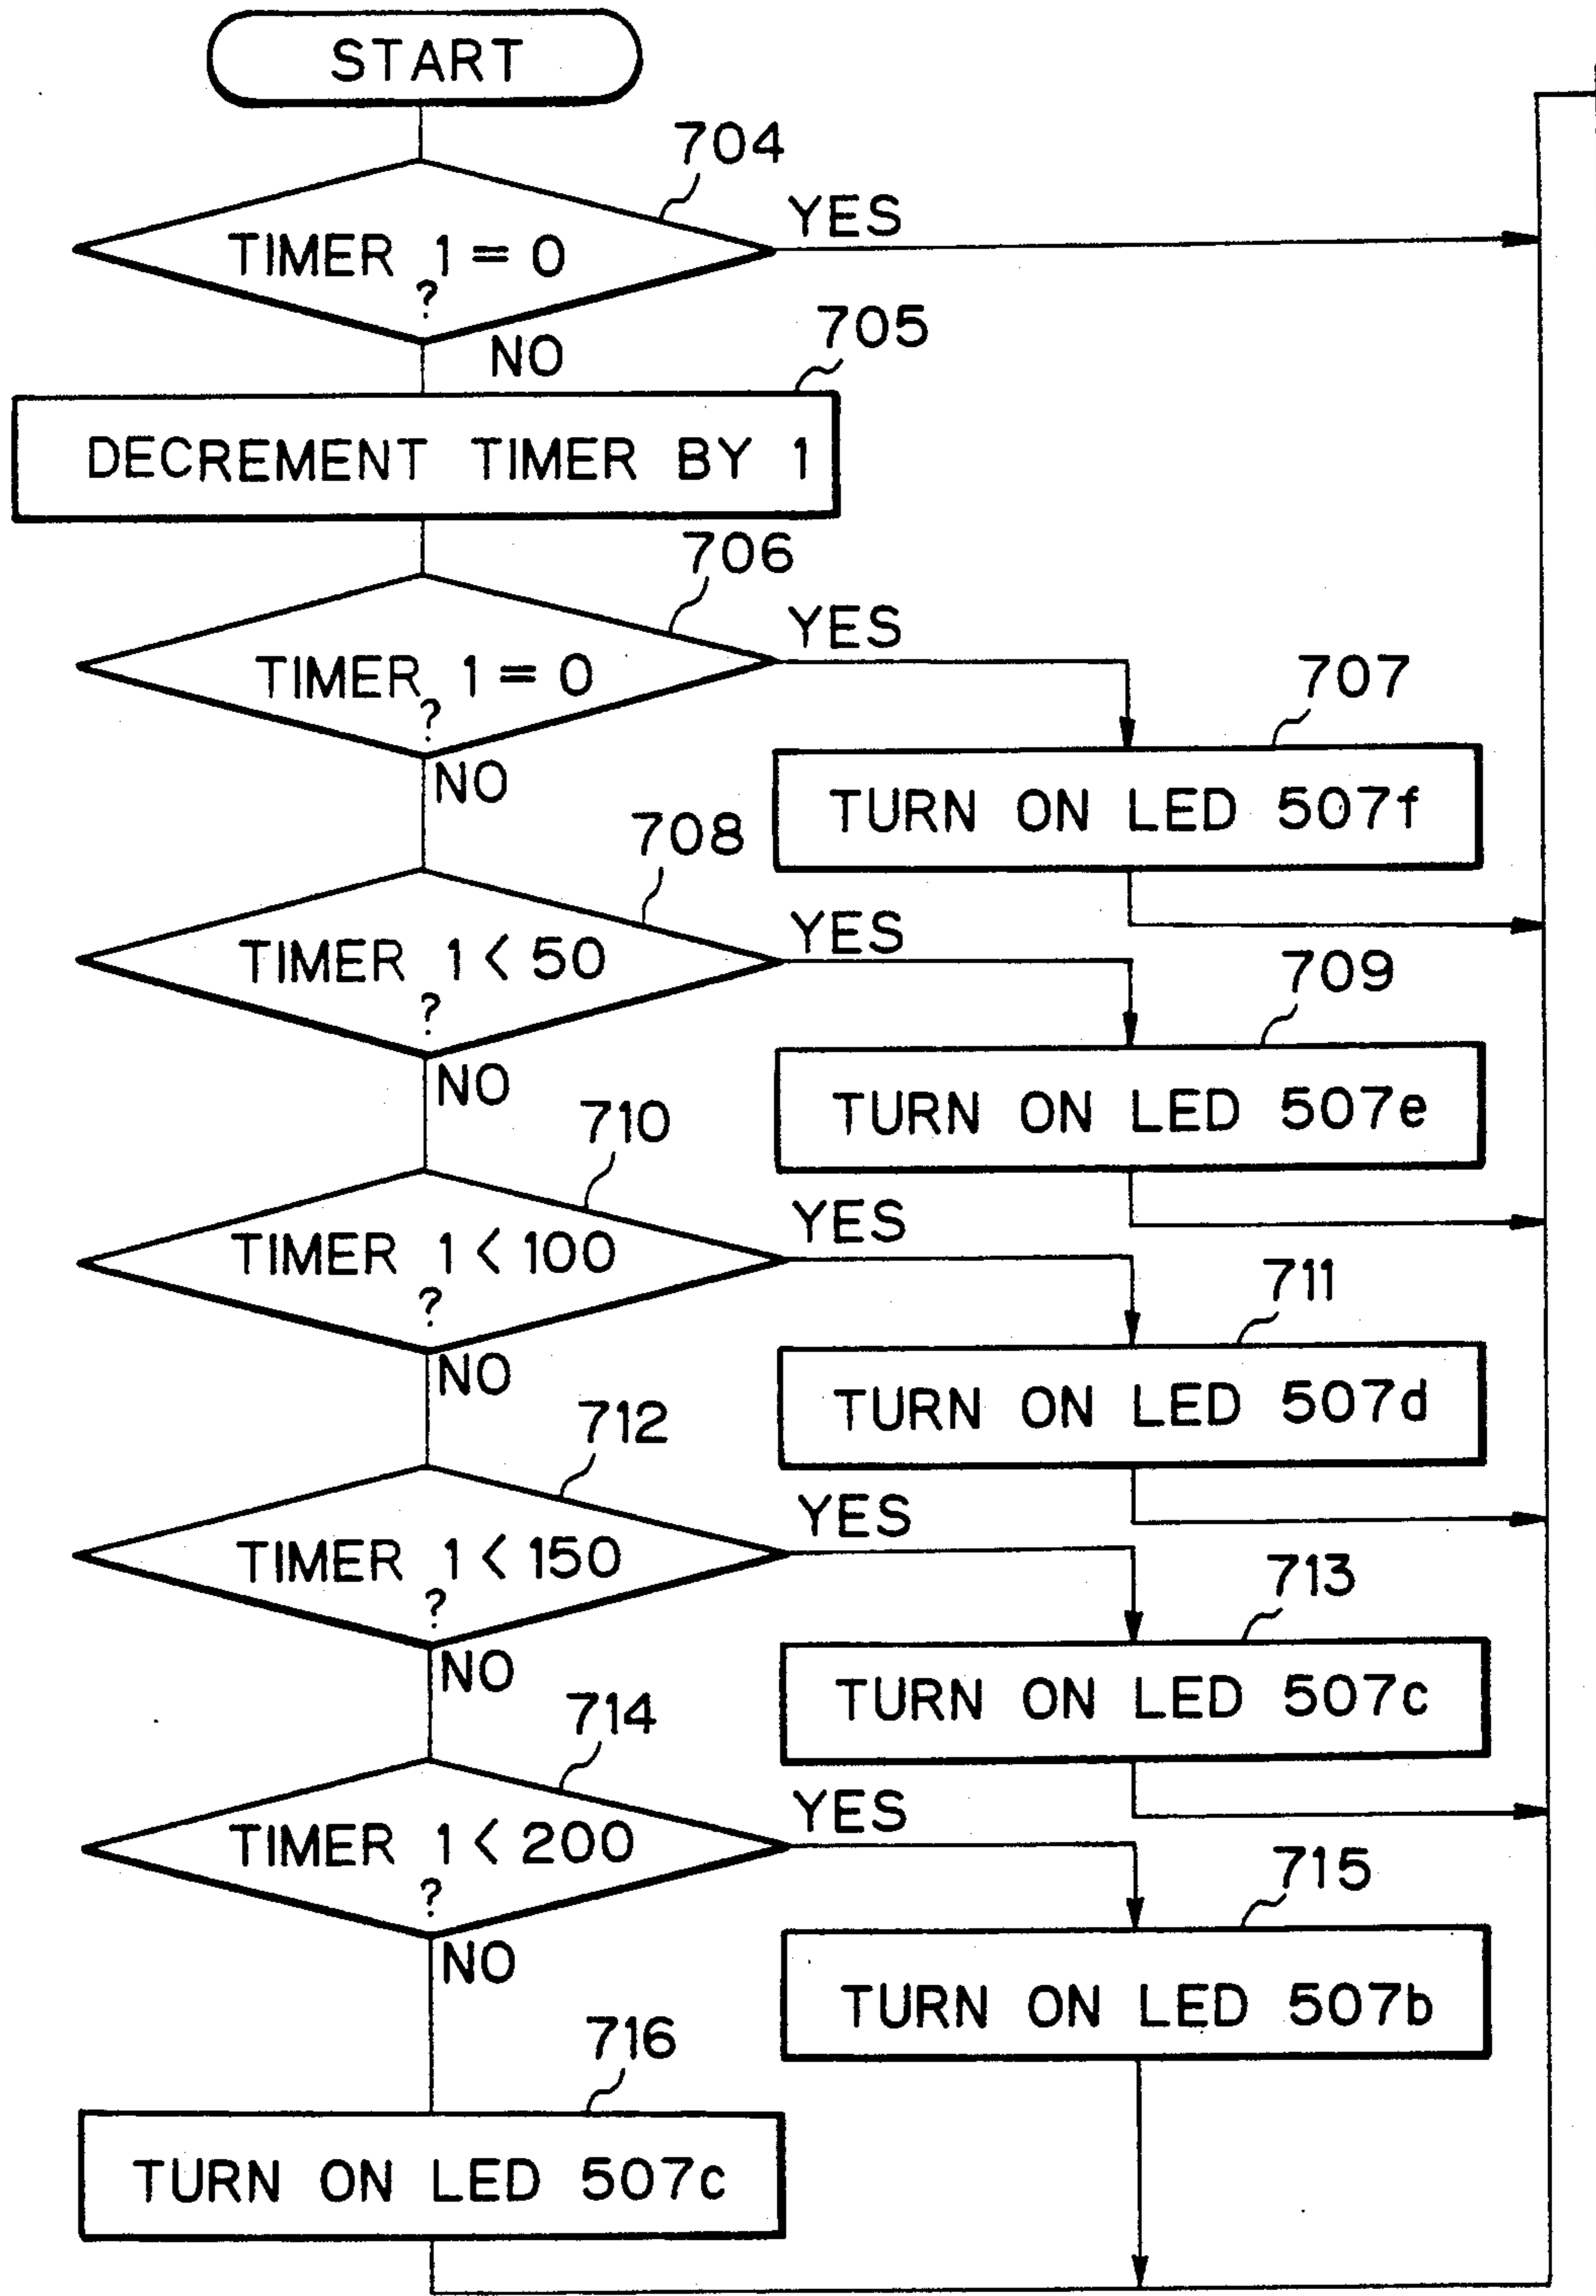 START
704
YES
TIMER 1 = 0
?
NO
705
DECREMENT TIMER BY 1
706
YES
TIMER 1 = 0
?
NO
707
TURN ON LED 507f
708
YES
TIMER 1 < 50
?
NO
709
TURN ON LED 507e
710
YES
TIMER 1 < 100
?
NO
711
TURN ON LED 507d
712
YES
TIMER 1 < 150
?
NO
713
TURN ON LED 507c
714
YES
TIMER 1 < 200
?
NO
715
TURN ON LED 507b
716
TURN ON LED 507c